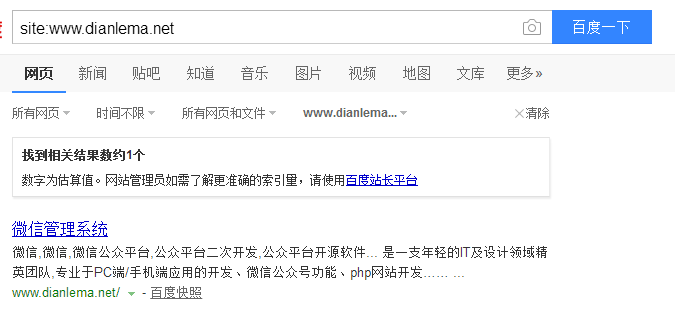 site:www.dianlema.net 百度一下
网页 新闻 贴吧 知道 音乐 图片 视频 地图 文库 更多»
所有网页 时间不限 所有网页和文件 www.dianlema... 清除
找到相关结果数约1个
数字为估算值。网站管理员如需了解更准确的索引量，请使用百度站长平台
微信管理系统
微信,微信,微信公众平台,公众平台二次开发,公众平台开源软件... 是一支年轻的IT及设计领域精
英团队,专业于PC端/手机端应用的开发、微信公众号功能、php网站开发...... ...
www.dianlema.net/ - 百度快照